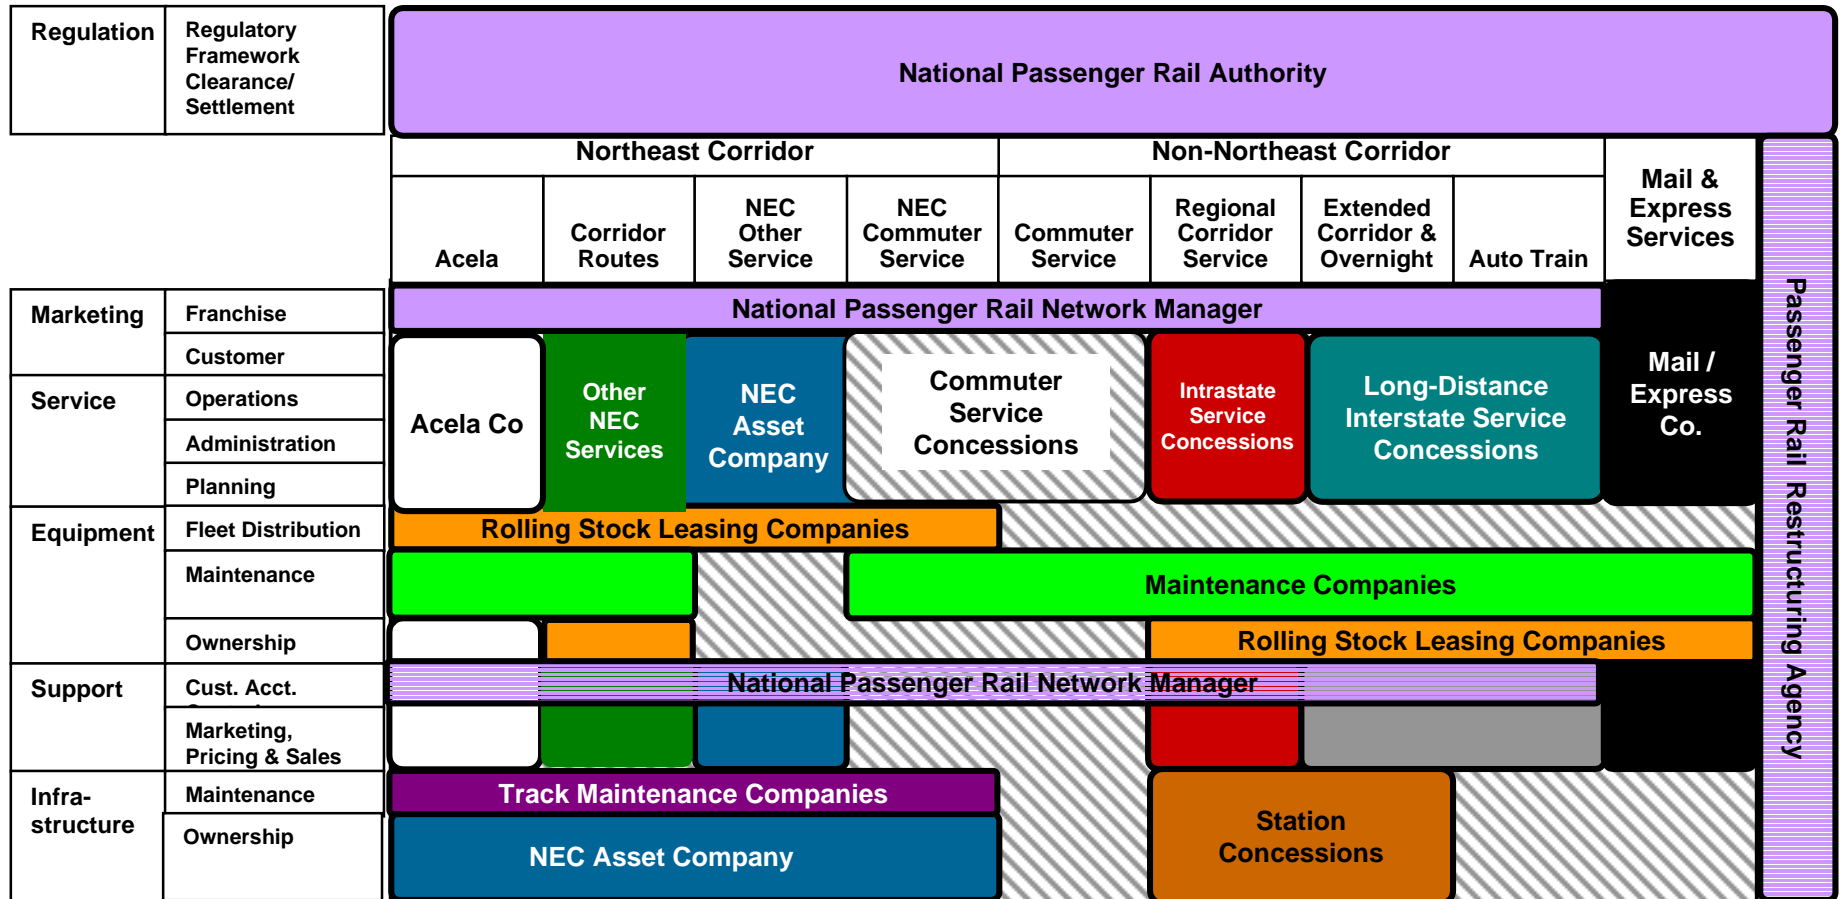 Regulation
Regulatory
Framework
Clearance/
Settlement
National Passenger Rail Authority
Northeast Corridor
Non-Northeast Corridor
Mail &
Express
Services
Acela
Corridor
Routes
NEC
Other
Service
NEC
Commuter
Service
Commuter
Service
Regional
Corridor
Service
Extended
Corridor &
Overnight
Auto Train
Passenger Rail Restructuring Agency
Marketing
Franchise
National Passenger Rail Network Manager
Customer
Service
Operations
Administration
Planning
Acela Co
Other
NEC
Services
NEC
Asset
Company
Commuter
Service
Concessions
Intrastate
Service
Concessions
Long-Distance
Interstate Service
Concessions
Mail /
Express
Co.
Equipment
Fleet Distribution
Rolling Stock Leasing Companies
Maintenance
Maintenance Companies
Ownership
Rolling Stock Leasing Companies
Support
Cust. Acct.
National Passenger Rail Network Manager
Marketing,
Pricing & Sales
Infra-
structure
Maintenance
Track Maintenance Companies
Ownership
NEC Asset Company
Station
Concessions